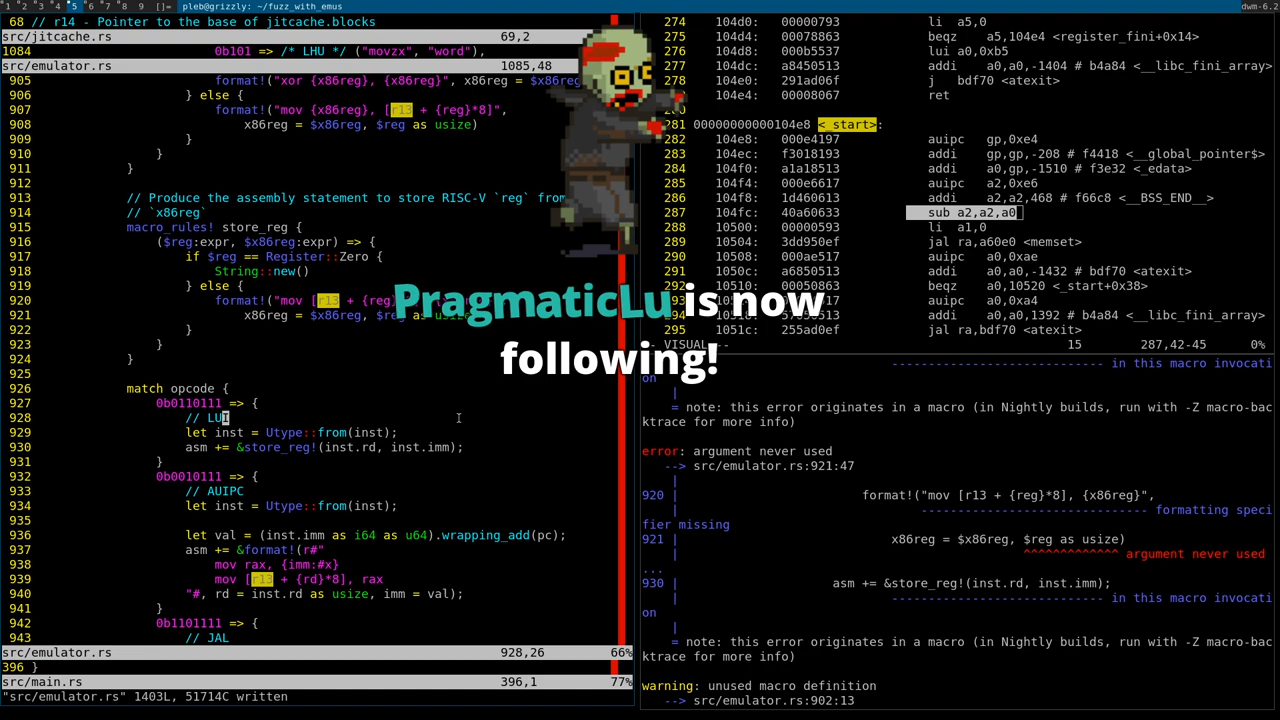 1 2 3 4 5 6 7 8 9 []= pleb@grizzly: ~/fuzz_with_emus dwm-6.2
68 // r14 - Pointer to the base of jitcache.blocks
src/jitcache.rs 69,2
1084 0b101 => /* LHU */ ("movzx", "word"),
src/emulator.rs 1085,48
905 format!("xor {x86reg}, {x86reg}", x86reg = $x86reg
906 } else {
907 format!("mov {x86reg}, [r13 + {reg}*8]",
908 x86reg = $x86reg, $reg as usize)
909 }
910 }
911 }
912
913 // Produce the assembly statement to store RISC-V `reg` from
914 // `x86reg`
915 macro_rules! store_reg {
916 ($reg:expr, $x86reg:expr) => {
917 if $reg == Register::Zero {
918 String::new()
919 } else {
920 format!("mov [r13 + {reg}
921 x86reg = $x86reg, $reg as
922 }
923 }
924 }
925
926 match opcode {
927 0b0110111 => {
928 // LUI
929 let inst = Utype::from(inst);
930 asm += &store_reg!(inst.rd, inst.imm);
931 }
932 0b0010111 => {
933 // AUIPC
934 let inst = Utype::from(inst);
935
936 let val = (inst.imm as i64 as u64).wrapping_add(pc);
937 asm += &format!(r#"
938 mov rax, {imm:#x}
939 mov [r13 + {rd}*8], rax
940 "#, rd = inst.rd as usize, imm = val);
941 }
942 0b1101111 => {
943 // JAL
src/emulator.rs 928,26 66%
396 }
src/main.rs 396,1 77%
"src/emulator.rs" 1403L, 51714C written
PragmaticLu is now
following!
274 104d0: 00000793 li a5,0
275 104d4: 00078863 beqz a5,104e4 <register_fini+0x14>
276 104d8: 000b5537 lui a0,0xb5
277 104dc: a8450513 addi a0,a0,-1404 # b4a84 <__libc_fini_array>
278 104e0: 291ad06f j bdf70 <atexit>
279 104e4: 00008067 ret
281 00000000000104e8 <_start>:
282 104e8: 000e4197 auipc gp,0xe4
283 104ec: f3018193 addi gp,gp,-208 # f4418 <__global_pointer$>
284 104f0: a1a18513 addi a0,gp,-1510 # f3e32 <_edata>
285 104f4: 000e6617 auipc a2,0xe6
286 104f8: 1d460613 addi a2,a2,468 # f66c8 <__BSS_END__>
287 104fc: 40a60633 sub a2,a2,a0
288 10500: 00000593 li a1,0
289 10504: 3dd950ef jal ra,a60e0 <memset>
290 10508: 000ae517 auipc a0,0xae
291 1050c: a6850513 addi a0,a0,-1432 # bdf70 <atexit>
292 10510: 00050863 beqz a0,10520 <_start+0x38>
auipc a0,0xa4
294 10518: 57050513 addi a0,a0,1392 # b4a84 <__libc_fini_array>
295 1051c: 255ad0ef jal ra,bdf70 <atexit>
-- VISUAL -- 15 287,42-45 0%
---------------------------- in this macro invocati
on
|
= note: this error originates in a macro (in Nightly builds, run with -Z macro-bac
ktrace for more info)
error: argument never used
--> src/emulator.rs:921:47
|
920 | format!("mov [r13 + {reg}*8], {x86reg}",
| ------------------------------ formatting speci
fier missing
921 | x86reg = $x86reg, $reg as usize)
| ^^^^^^^^^^^^^ argument never used
...
930 | asm += &store_reg!(inst.rd, inst.imm);
| ---------------------------- in this macro invocati
on
|
= note: this error originates in a macro (in Nightly builds, run with -Z macro-bac
ktrace for more info)
warning: unused macro definition
--> src/emulator.rs:902:13